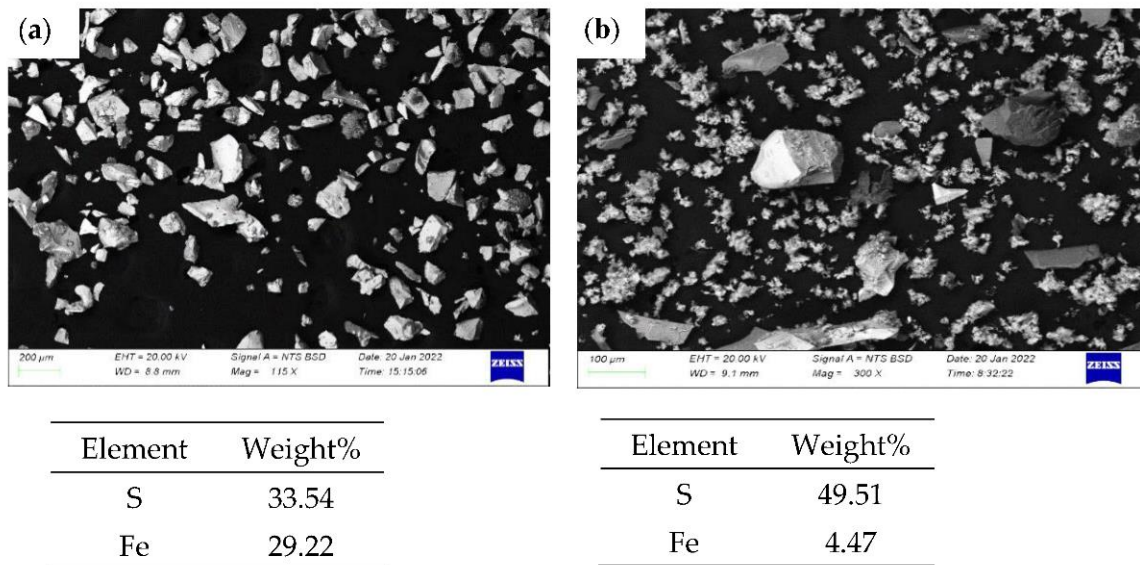 (a)
200 µm
EHT = 20.00 kV
WD = 8.8 mm
Signal A = NTS BSD
Mag = 115 X
Date: 20 Jan 2022
Time: 15:15:06
ZEISS
(b)
100 µm
EHT = 20.00 kV
WD = 9.1 mm
Signal A = NTS BSD
Mag = 300 X
Date: 20 Jan 2022
Time: 8:32:22
ZEISS
Element Weight%
S 33.54
Fe 29.22
Element Weight%
S 49.51
Fe 4.47